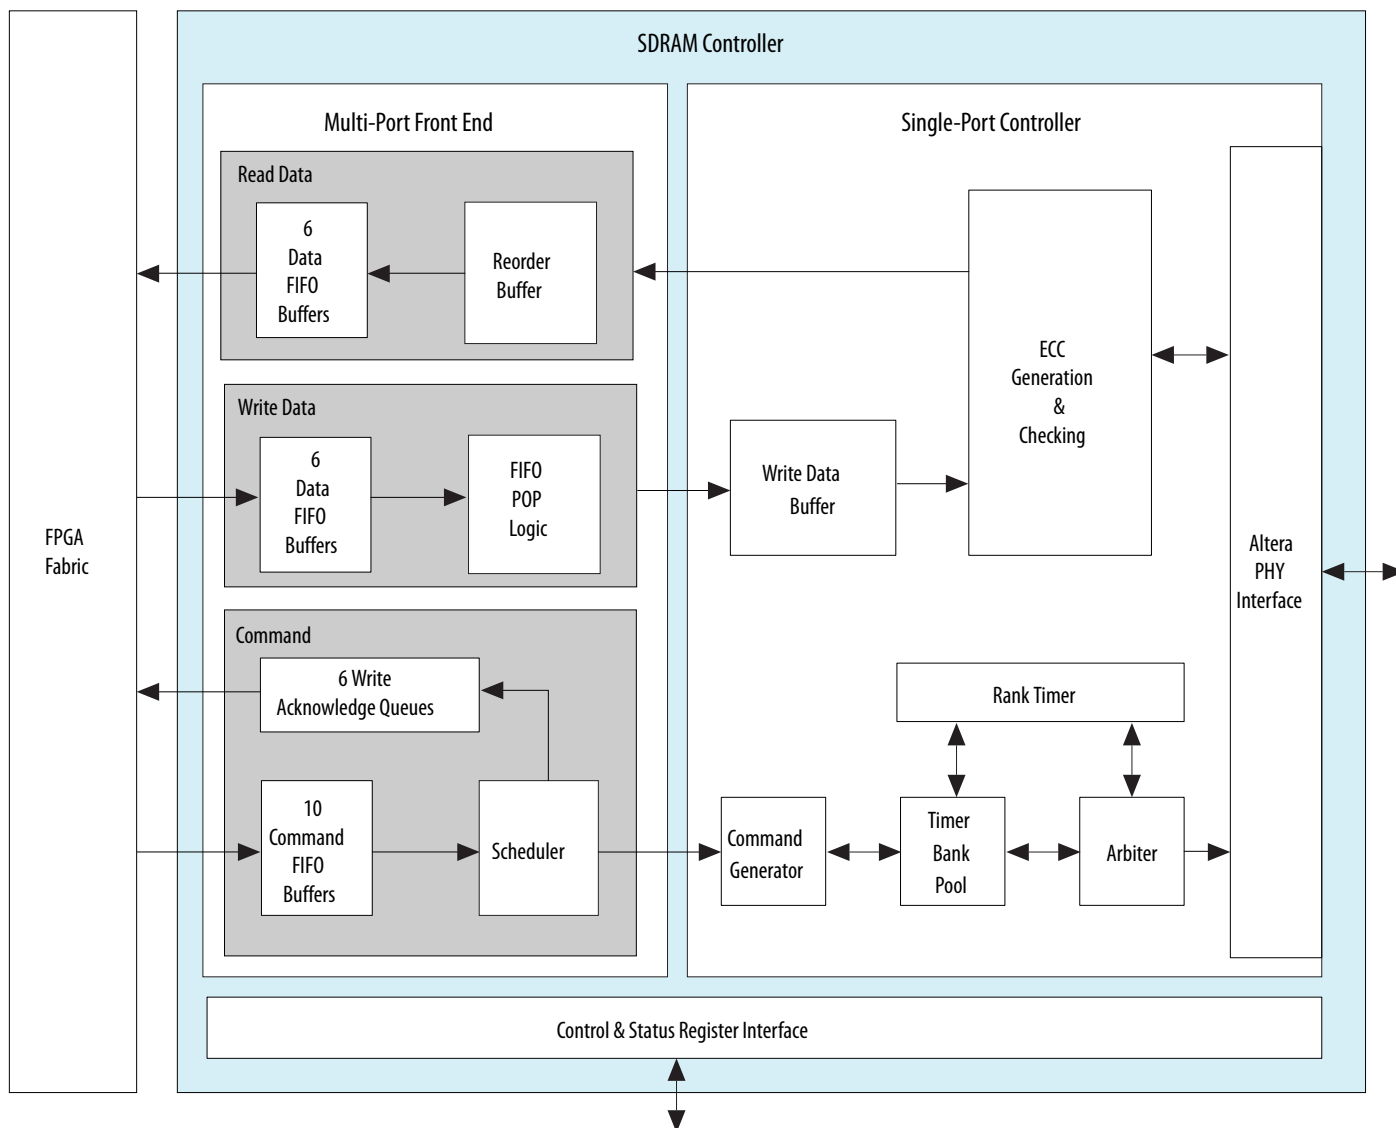 SDRAM Controller
Multi-Port Front End
Single-Port Controller
Read Data
6
Data
FIFO
Buffers
Reorder
Buffer
ECC
Generation
&
Checking
Write Data
6
Data
FIFO
Buffers
FIFO
POP
Logic
Write Data
Buffer
FPGA
Fabric
Altera
PHY
Interface
Command
6 Write
Acknowledge Queues
Rank Timer
10
Command
FIFO
Buffers
Scheduler
Command
Generator
Timer
Bank
Pool
Arbiter
Control & Status Register Interface